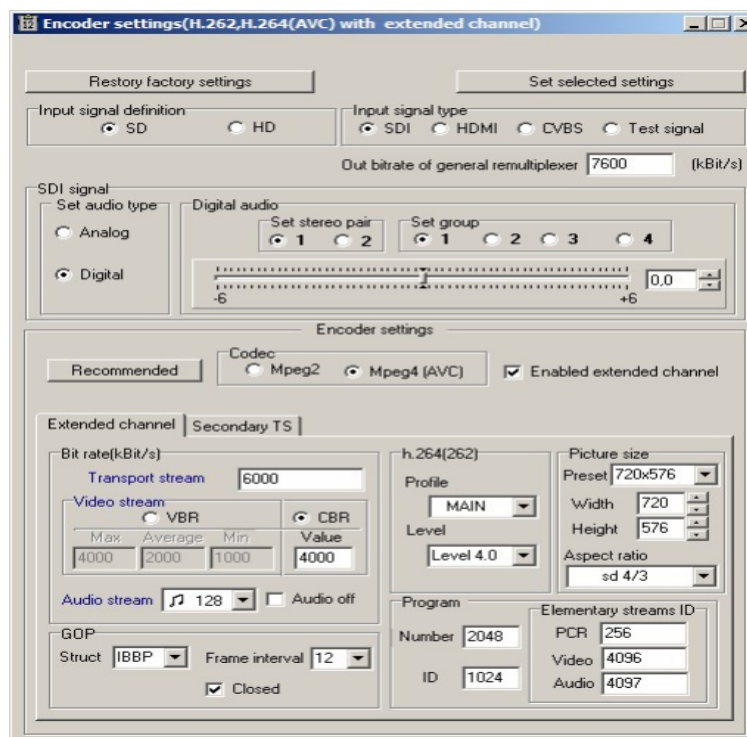 Encoder settings(H.262,H.264(AVC) with extended channel)
Restory factory settings
Set selected settings
Input signal definition
SD HD
Input signal type
SDI HDMI CVBS Test signal
Out bitrate of general remultiplexer 7600 (kBit/s)
SDI signal
Set audio type
Analog
Digital
Digital audio
Set stereo pair
1 2
Set group
1 2 3 4
-6 +6
0,0
Encoder settings
Recommended
Codec
Mpeg2 Mpeg4 (AVC)
Enabled extended channel
Extended channel Secondary TS
Bit rate(kBit/s)
Transport stream 6000
Video stream
VBR CBR
Max Average Min Value
4000 2000 1000 4000
Audio stream 128 Audio off
GOP
Struct IBBP Frame interval 12
Closed
h.264(262)
Profile
MAIN
Level
Level 4.0
Picture size
Preset 720x576
Width 720
Height 576
Aspect ratio
sd 4/3
Program
Number 2048
ID 1024
Elementary streams ID
PCR 256
Video 4096
Audio 4097